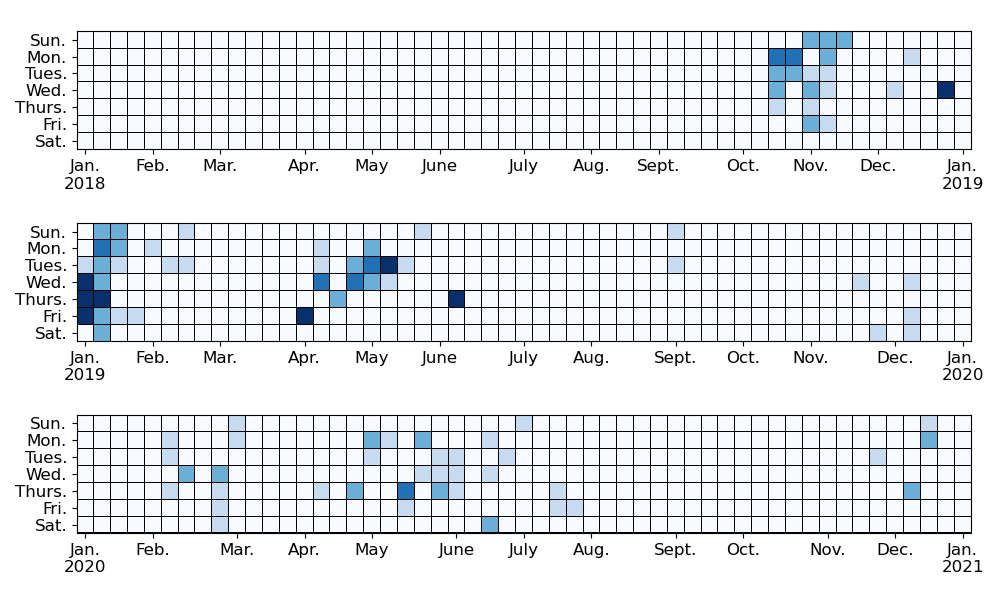 Sun.
Mon.
Tues.
Wed.
Thurs.
Fri.
Sat.
Jan. Feb. Mar. Apr. May June July Aug. Sept. Oct. Nov. Dec. Jan.
2018 2019
Sun.
Mon.
Tues.
Wed.
Thurs.
Fri.
Sat.
Jan. Feb. Mar. Apr. May June July Aug. Sept. Oct. Nov. Dec. Jan.
2019 2020
Sun.
Mon.
Tues.
Wed.
Thurs.
Fri.
Sat.
Jan. Feb. Mar. Apr. May June July Aug. Sept. Oct. Nov. Dec. Jan.
2020 2021